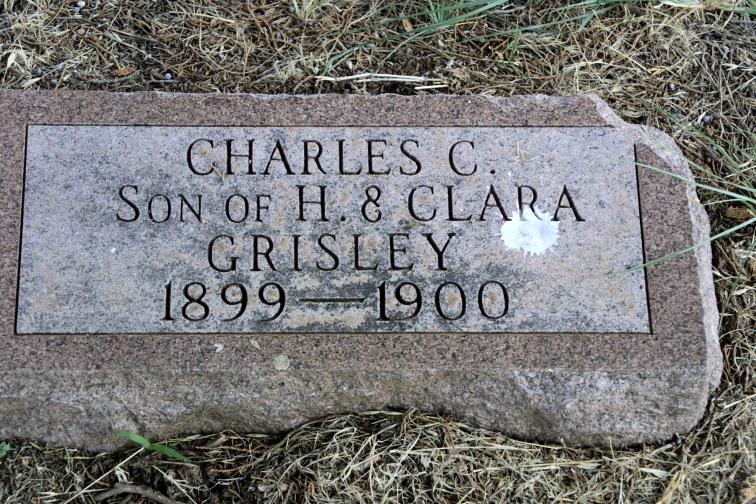 CHARLES C.
SON OF H. & CLARA
GRISLEY
1899—1900